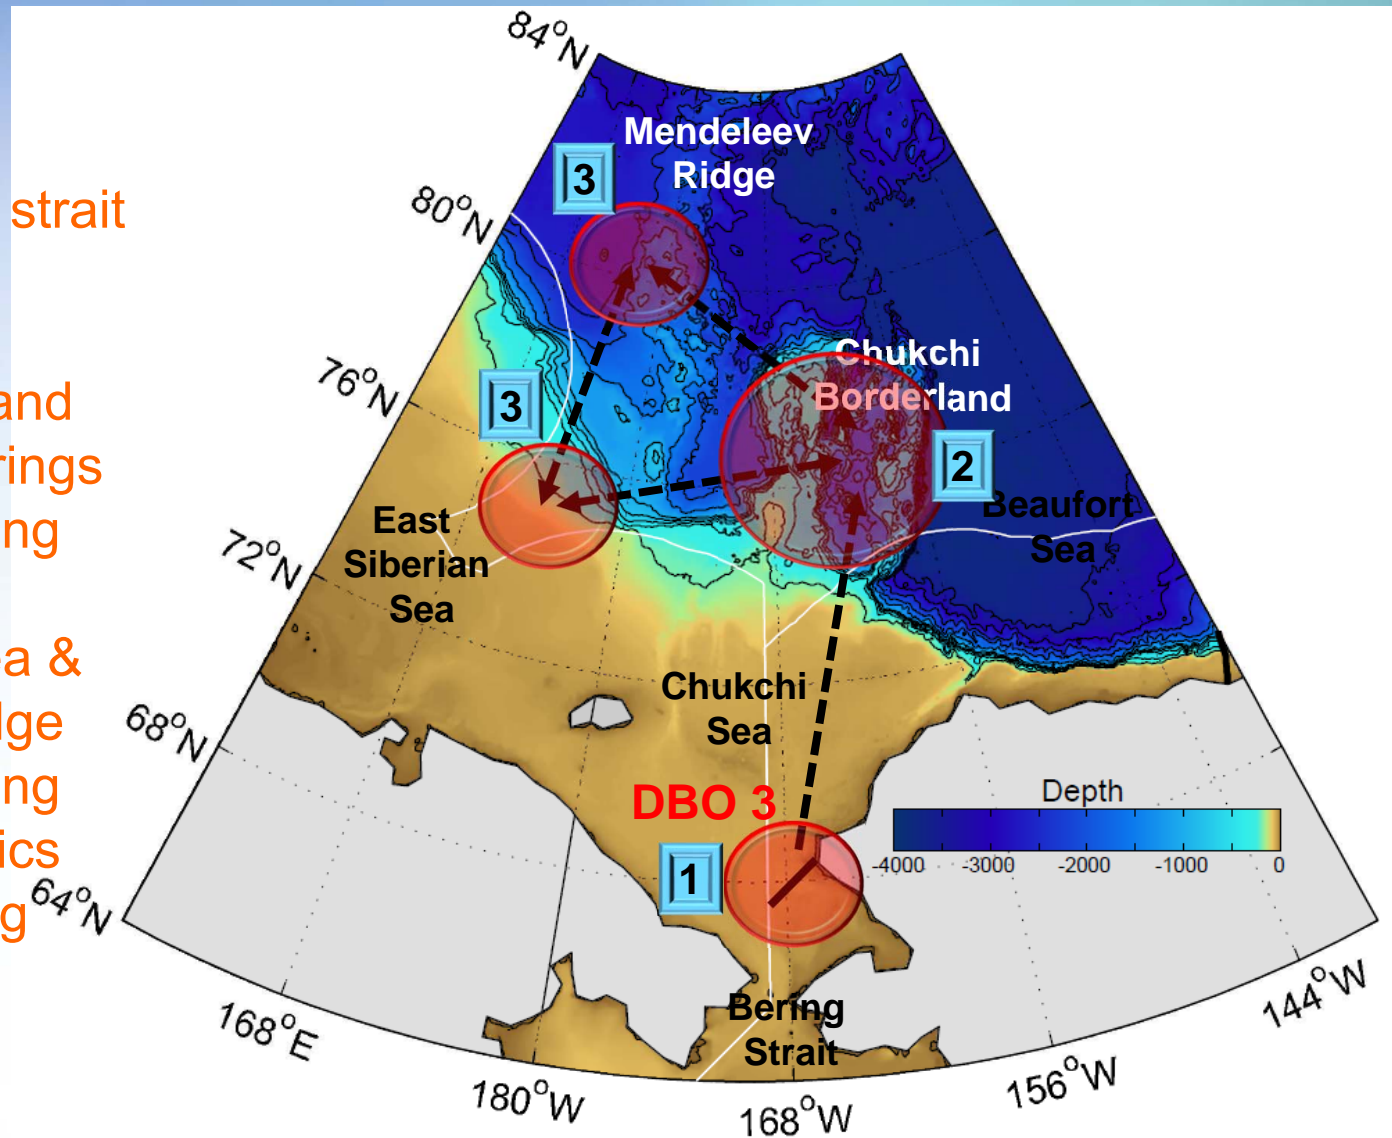 strait
and
rings
ng
a &
dge
ng
ics
g
84°N
80°N
76°N
72°N
68°N
64°N
168°E
180°W
168°W
156°W
144°W
Mendeleev
Ridge
3
3
Chukchi
Borderland
2
Beaufort
Sea
East
Siberian
Sea
Chukchi
Sea
DBO 3
1
Bering
Strait
Depth
-4000 -3000 -2000 -1000 0